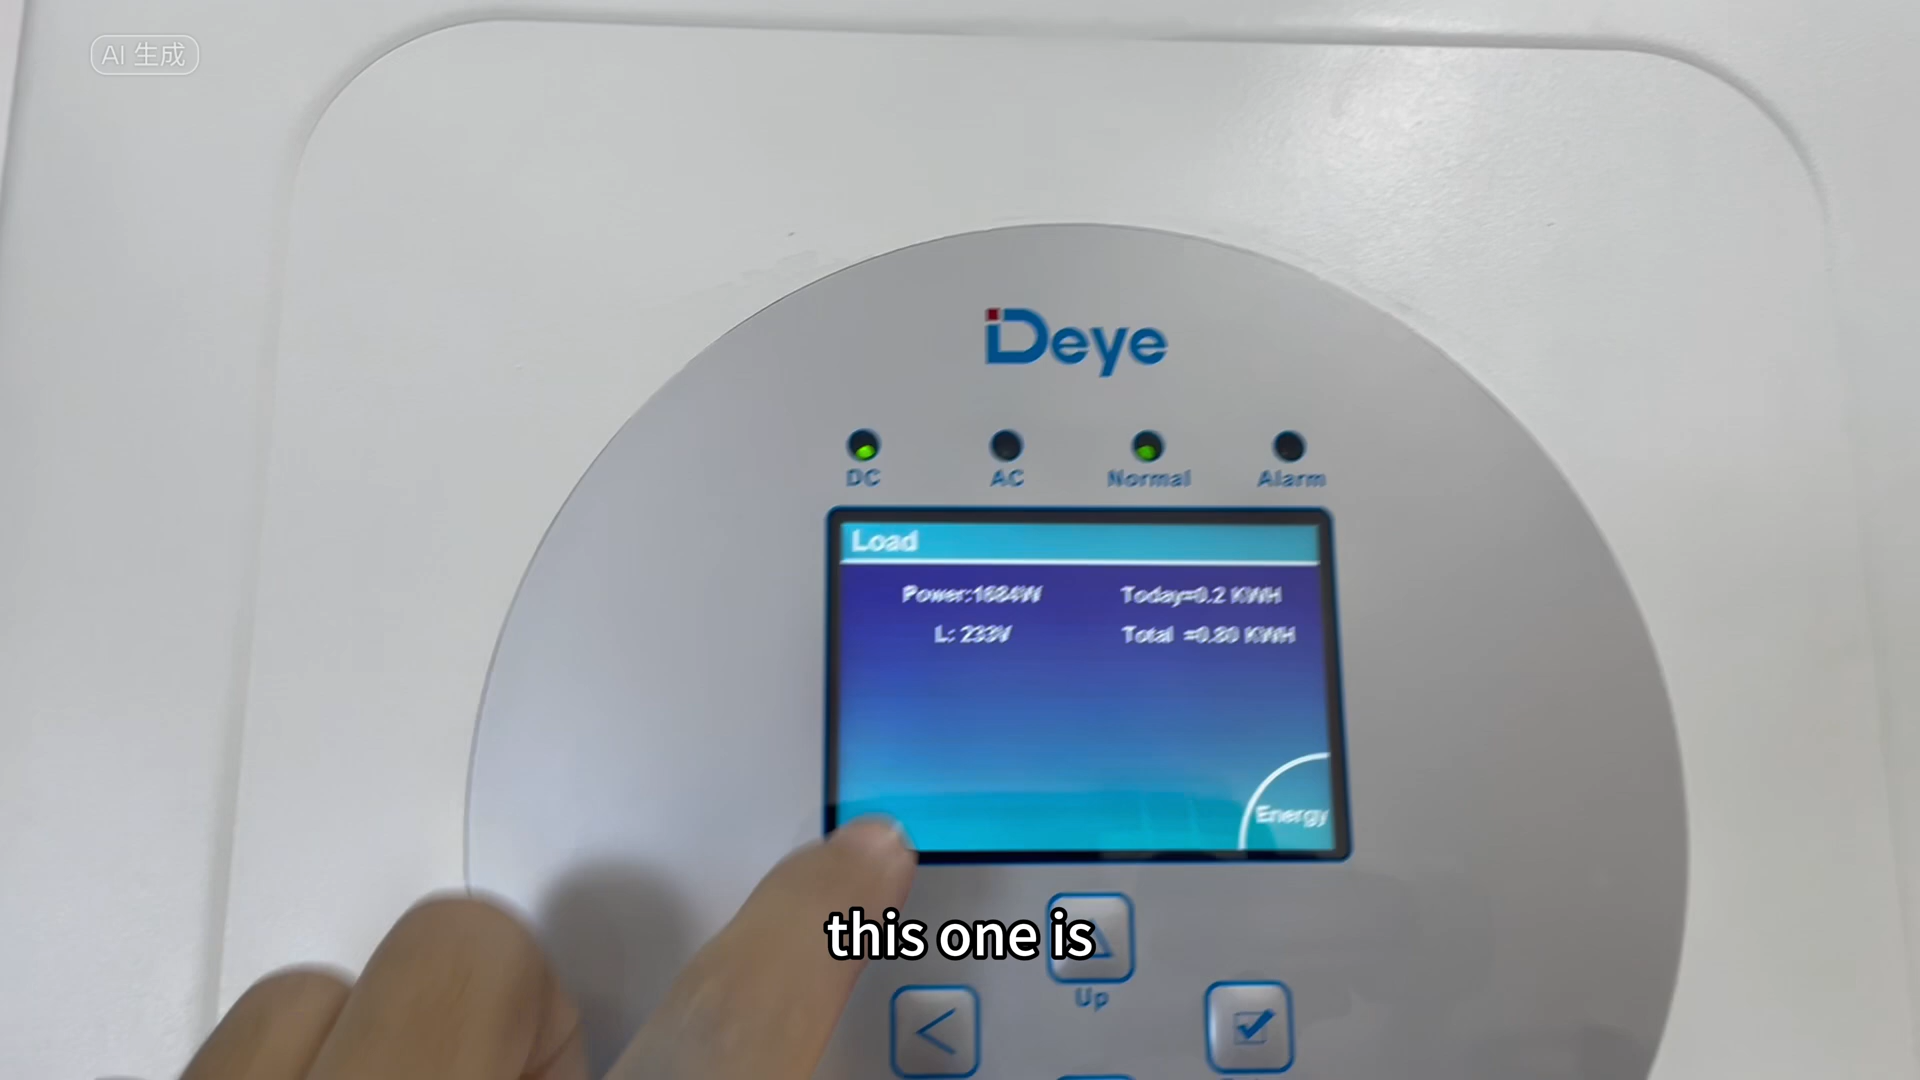 AI 生成
Deye
DC AC Normal Alarm
Load
Power:1684W Today=0.2 KWH
L: 233V Total =0.80 KWH
Energy
this one is
Up